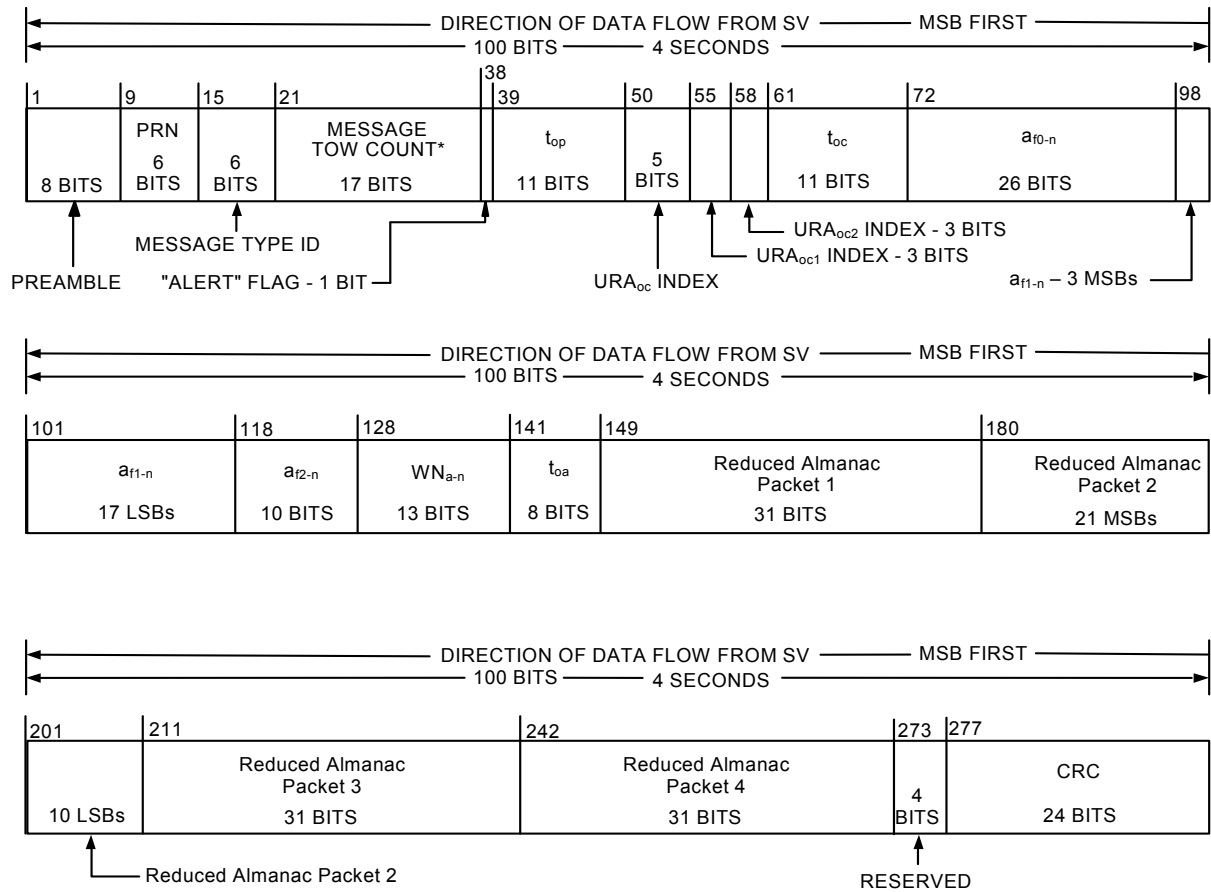 DIRECTION OF DATA FLOW FROM SV MSB FIRST
100 BITS 4 SECONDS
1 9 15 21 38 39 50 55 58 61 72 98
PRN
MESSAGE
TOW COUNT*
top
toc
af0-n
8 BITS
6
BITS
6
BITS
17 BITS
11 BITS
5
BITS
11 BITS
26 BITS
MESSAGE TYPE ID
URAoc2 INDEX - 3 BITS
URAoc1 INDEX - 3 BITS
PREAMBLE
"ALERT" FLAG - 1 BIT
URAoc INDEX
af1-n – 3 MSBs
DIRECTION OF DATA FLOW FROM SV MSB FIRST
100 BITS 4 SECONDS
101 118 128 141 149 180
af1-n
17 LSBs
af2-n
10 BITS
WNa-n
13 BITS
toa
8 BITS
Reduced Almanac
Packet 1
31 BITS
Reduced Almanac
Packet 2
21 MSBs
DIRECTION OF DATA FLOW FROM SV MSB FIRST
100 BITS 4 SECONDS
201 211 242 273 277
10 LSBs
Reduced Almanac
Packet 3
31 BITS
Reduced Almanac
Packet 4
31 BITS
4
BITS
CRC
24 BITS
Reduced Almanac Packet 2
RESERVED